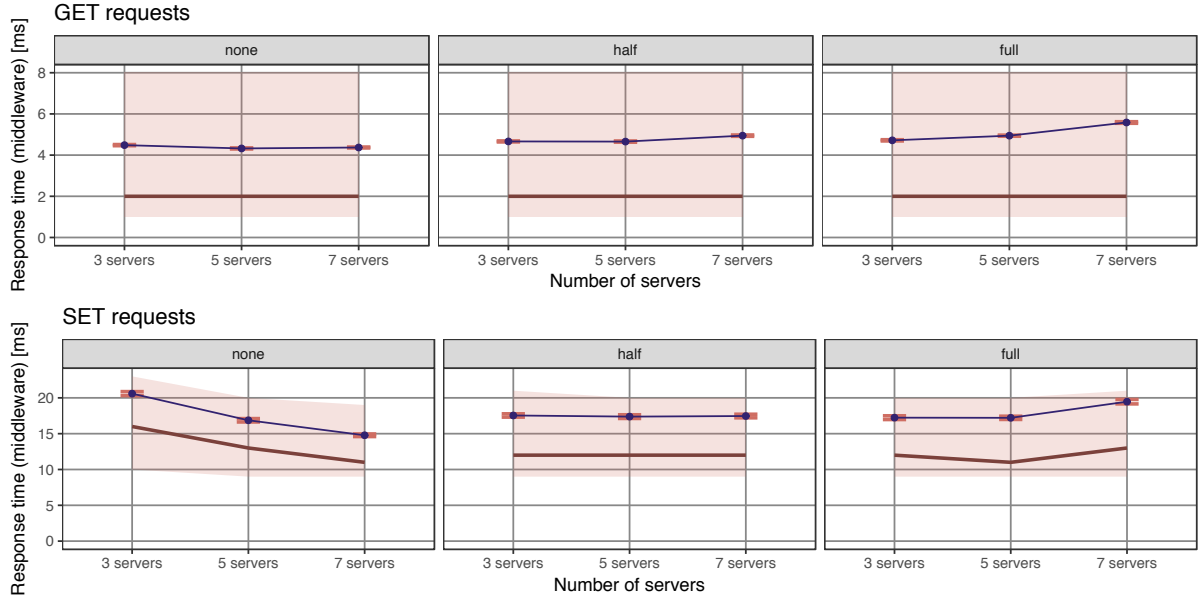 GET requests
Response time (middleware) [ms]
none
half
full
8
6
4
2
0
3 servers 5 servers 7 servers
3 servers 5 servers 7 servers
3 servers 5 servers 7 servers
Number of servers
SET requests
Response time (middleware) [ms]
none
half
full
20
15
10
5
0
3 servers 5 servers 7 servers
3 servers 5 servers 7 servers
3 servers 5 servers 7 servers
Number of servers